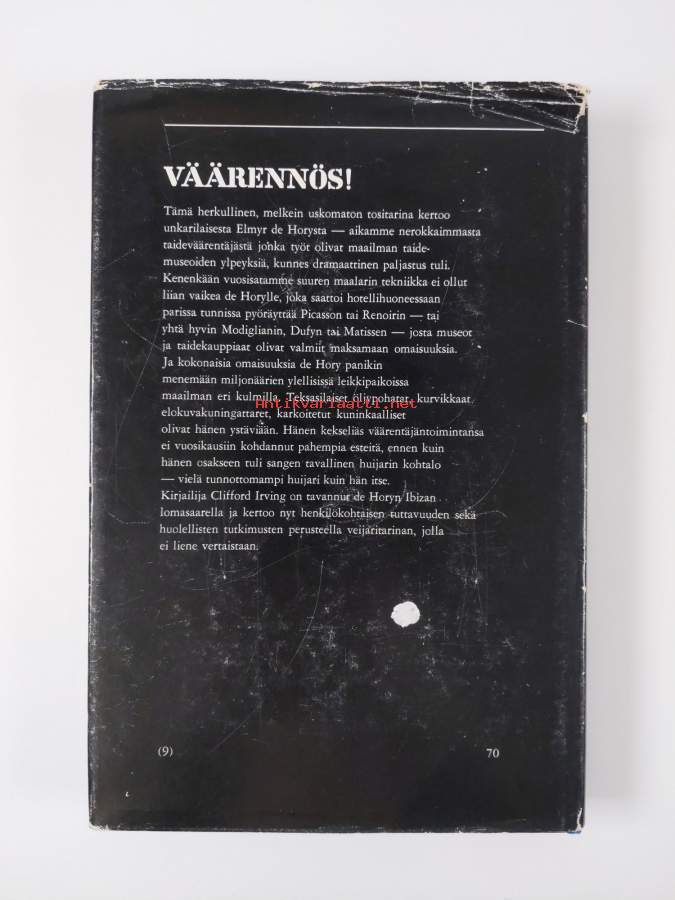 VÄÄRENNÖS!
Tämä herkullinen, melkein uskomaton tositarina kertoo
unkarilaisesta Elmyr de Horysta — aikamme nerokkaimmasta
taideväärentäjästä jonka työt olivat maailman taide-
museoiden ylpeyksiä, kunnes dramaattinen paljastus tuli.
Kenenkään vuosisatamme suuren maalarin tekniikka ei ollut
liian vaikea de Horylle, joka saattoi hotellihuoneessaan
parissa tunnissa pyöräyttää Picasson tai Renoirin — tai
yhtä hyvin Modiglianin, Dufyn tai Matissen — josta museot
ja taidekauppiaat olivat valmiit maksamaan omaisuuksia.
Ja kokonaisia omaisuuksia de Hory panikin
menemään miljonäärien ylellisissä leikkipaikoissa
maailman eri kulmilla. Teksasilaiset öljypohatat, kurvikkaat
Antikvariaatti.net
elokuvakuningattaret, karkoitetut kuninkaalliset
olivat hänen ystäviään. Hänen kekseliäs väärentäjäntoimintansa
ei vuosikausiin kohdannut pahempia esteitä, ennen kuin
hänen osakseen tuli sangen tavallinen huijarin kohtalo
— vielä tunnottomampi huijari kuin hän itse.
Kirjailija Clifford Irving on tavannut de Horyn Ibizan
lomasaarella ja kertoo nyt henkilökohtaisen tuttavuuden sekä
huolellisten tutkimusten perusteella veijaritarinan, jolla
ei liene vertaistaan.
(9) 70